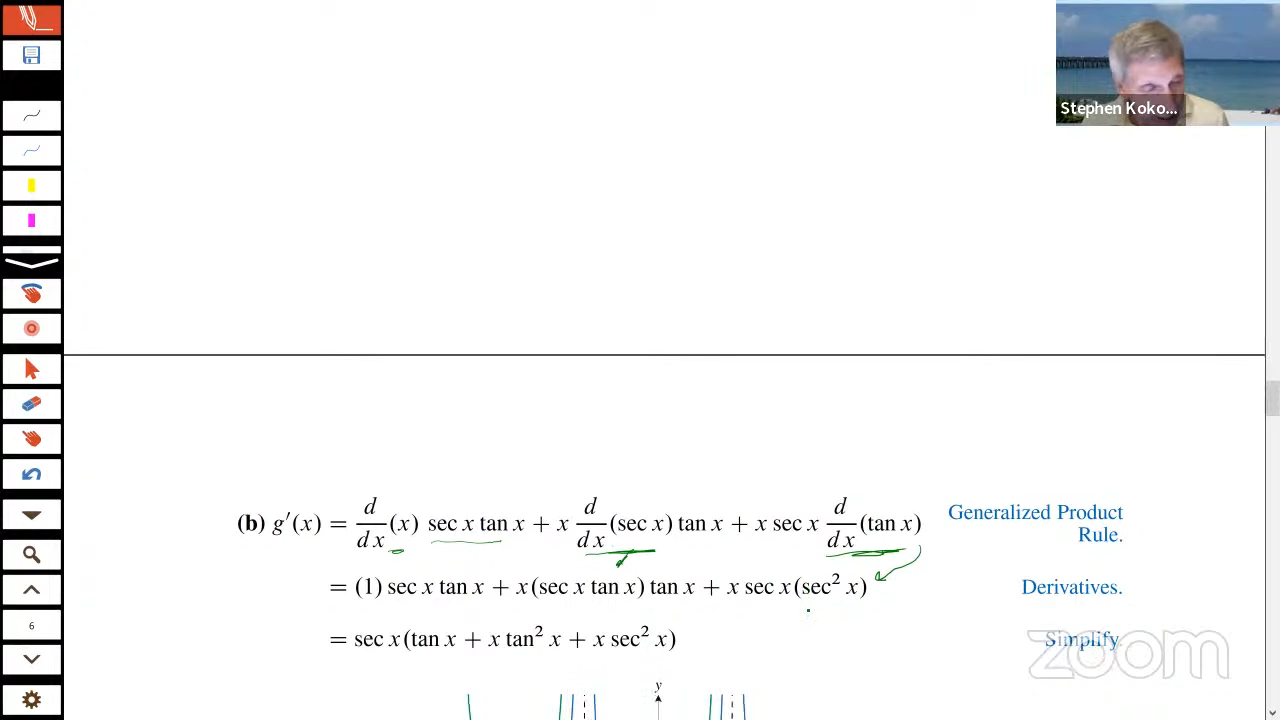 Stephen Koko...
(b) g′(x) = d/dx (x) sec x tan x + x d/dx (sec x) tan x + x sec x d/dx (tan x) Generalized Product
Rule.
= (1) sec x tan x + x(sec x tan x) tan x + x sec x(sec² x) Derivatives.
= sec x(tan x + x tan² x + x sec² x) Simplify.
6
zoom
y